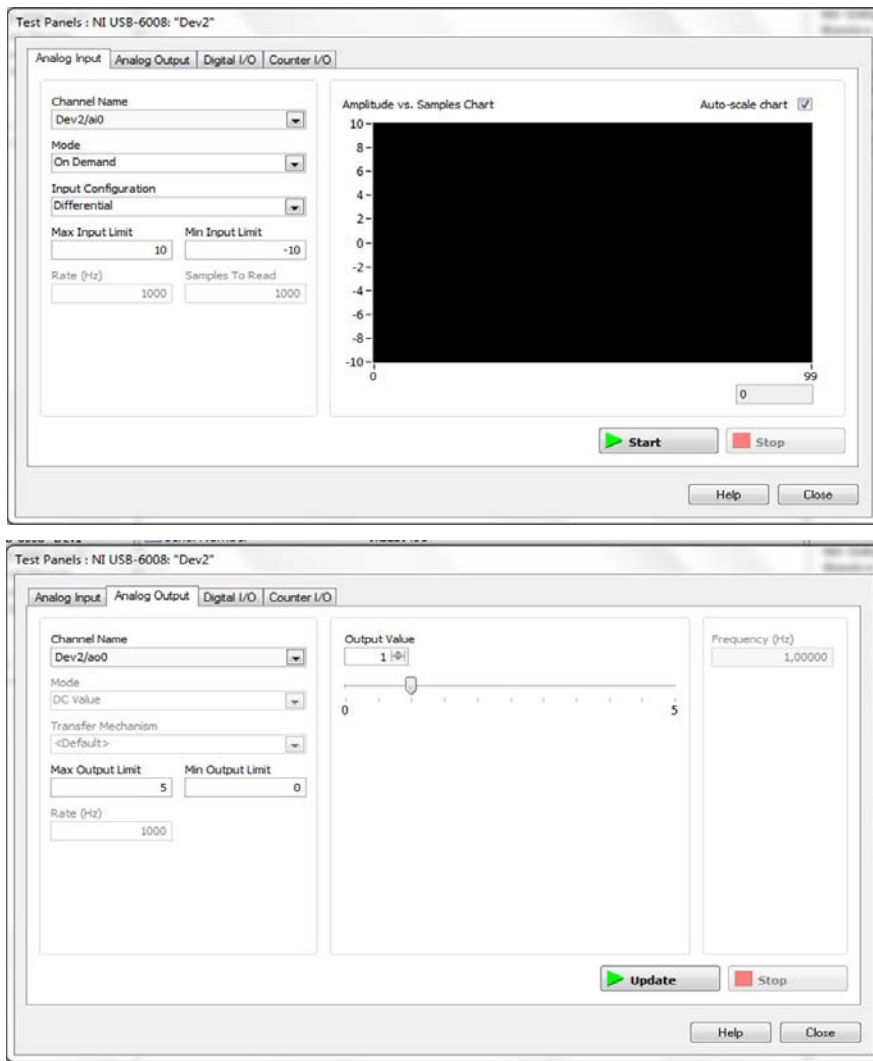 Test Panels : NI USB-6008: "Dev2"
Analog Input Analog Output Digital I/O Counter I/O
Channel Name
Dev2/ai0
Mode
On Demand
Input Configuration
Differential
Max Input Limit Min Input Limit
10 -10
Rate (Hz) Samples To Read
1000 1000
Amplitude vs. Samples Chart Auto-scale chart
10
8
6
4
2
0
-2
-4
-6
-8
-10
0 99
0
Start Stop
Help Close
Test Panels : NI USB-6008: "Dev2"
Analog Input Analog Output Digital I/O Counter I/O
Channel Name
Dev2/ao0
Mode
DC Value
Transfer Mechanism
<Default>
Max Output Limit Min Output Limit
5 0
Rate (Hz)
1000
Output Value
1
0 5
Frequency (Hz)
1,00000
Update Stop
Help Close